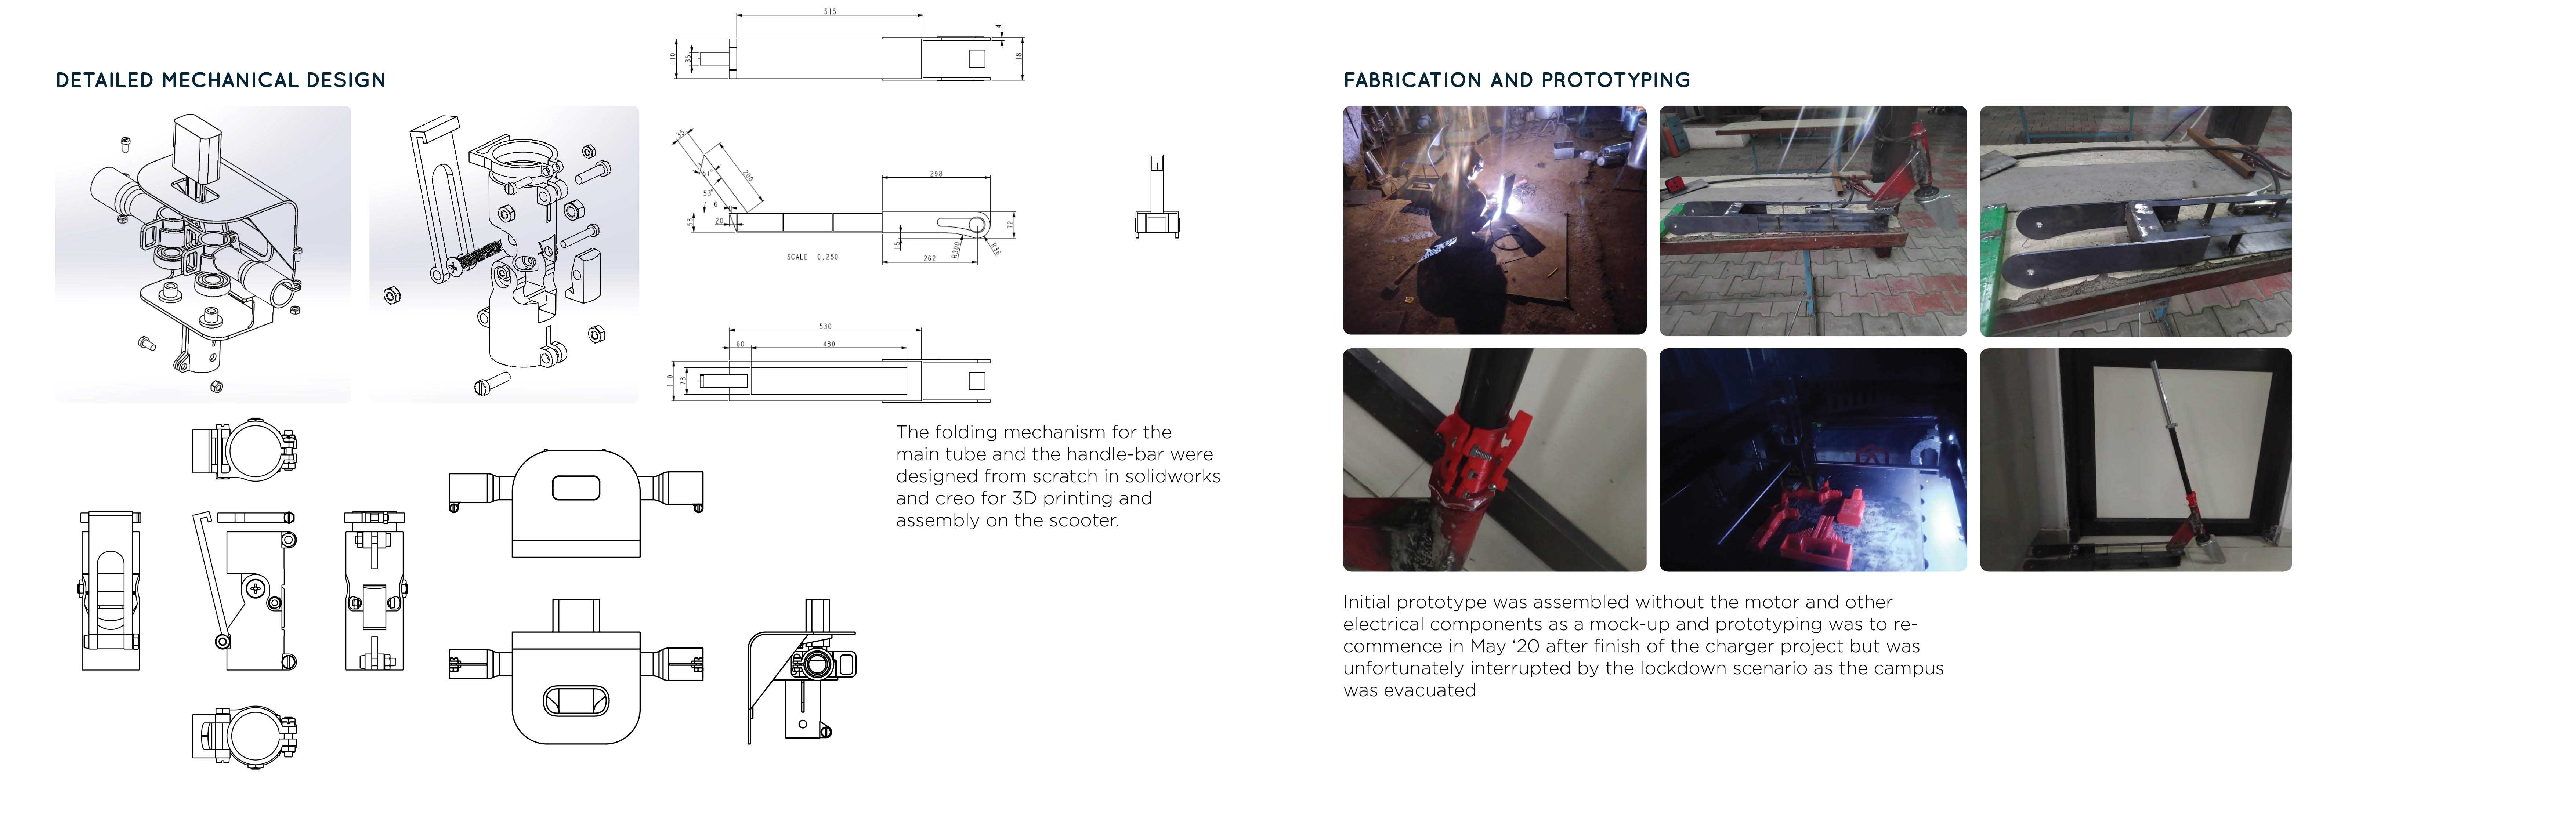 DETAILED MECHANICAL DESIGN
515
110
35
4
118
35
51°
53°
200
6
20
53
298
72
15
R300
R36
262
SCALE 0,250
530
60
430
110
73
The folding mechanism for the
main tube and the handle-bar were
designed from scratch in solidworks
and creo for 3D printing and
assembly on the scooter.
FABRICATION AND PROTOTYPING
Initial prototype was assembled without the motor and other
electrical components as a mock-up and prototyping was to re-
commence in May ‘20 after finish of the charger project but was
unfortunately interrupted by the lockdown scenario as the campus
was evacuated